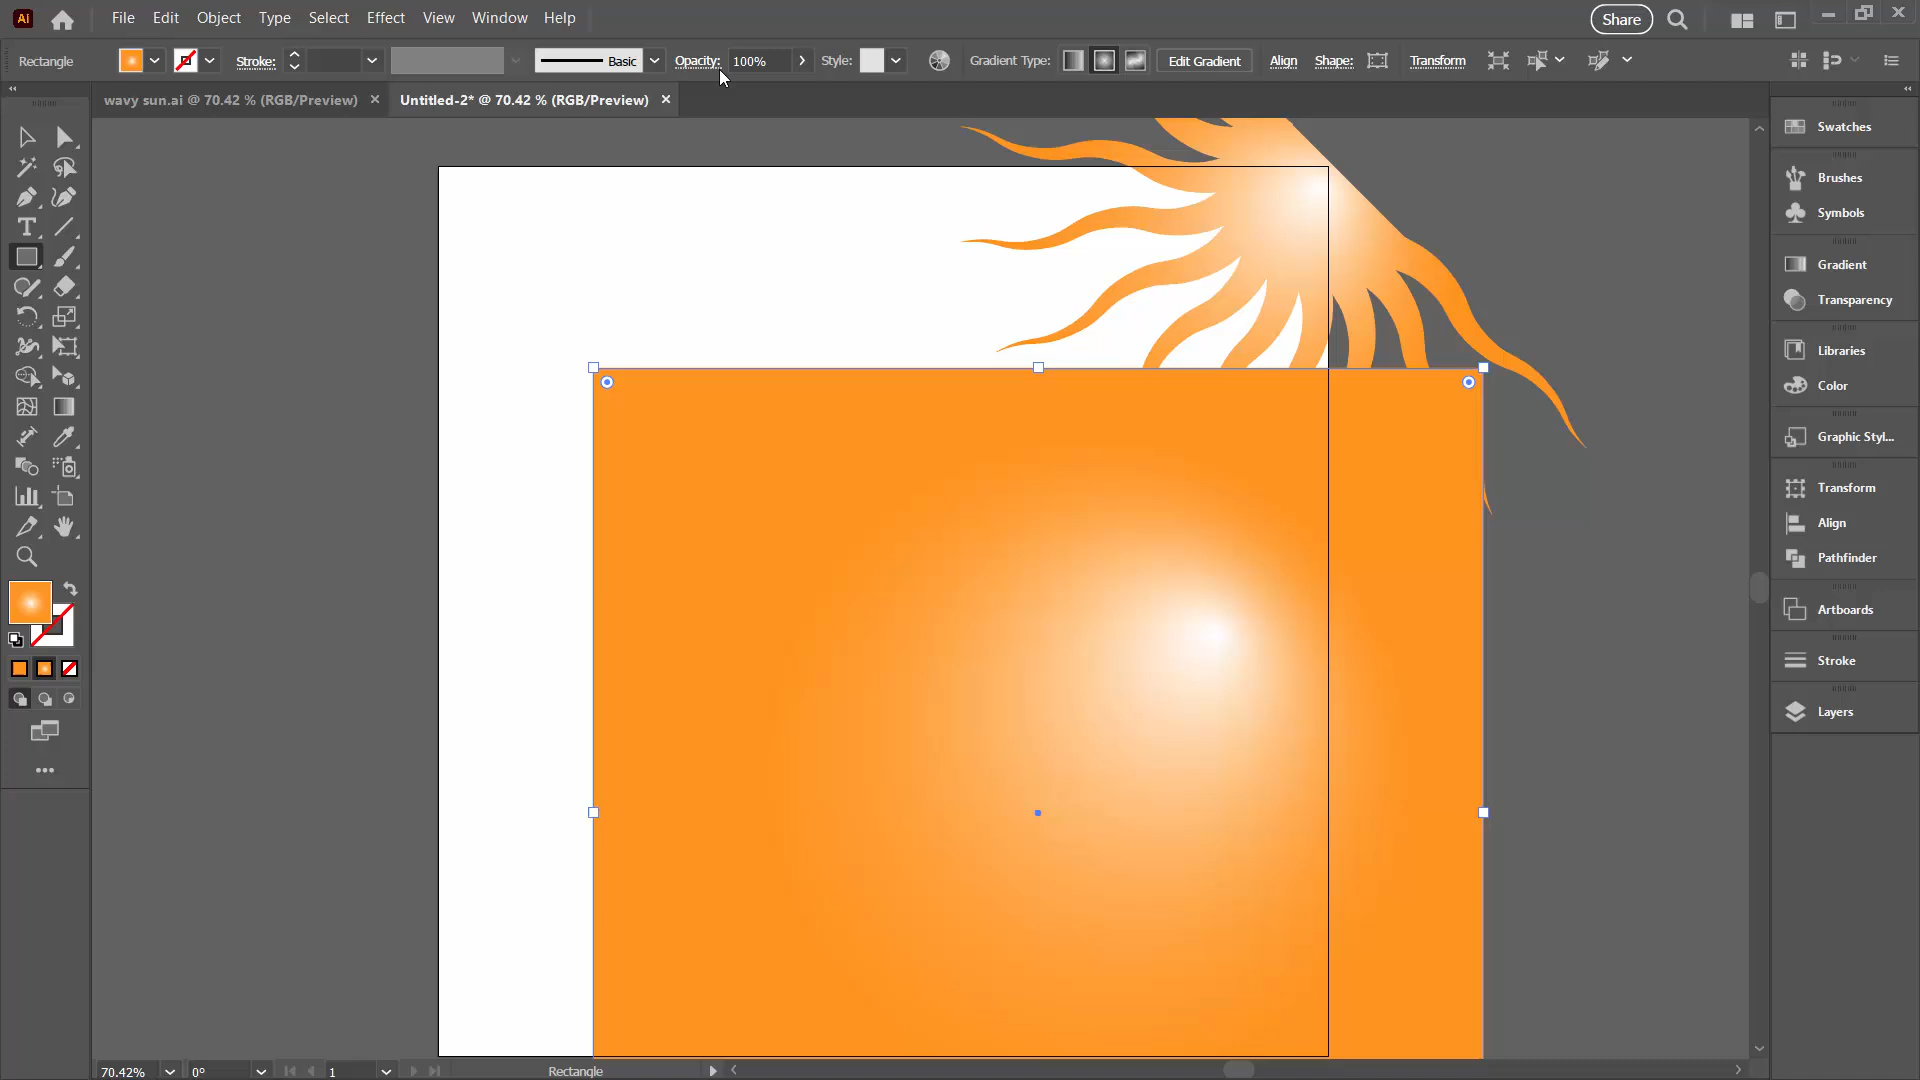 Ai File Edit Object Type Select Effect View Window Help Share
Rectangle Stroke: Basic Opacity: 100% Style: Gradient Type: Edit Gradient Align Shape: Transform
wavy sun.ai @ 70.42 % (RGB/Preview) Untitled-2* @ 70.42 % (RGB/Preview)
Swatches
Brushes
Symbols
Gradient
Transparency
Libraries
Color
Graphic Styl...
Transform
Align
Pathfinder
Artboards
Stroke
Layers
70.42% 0° 1 Rectangle